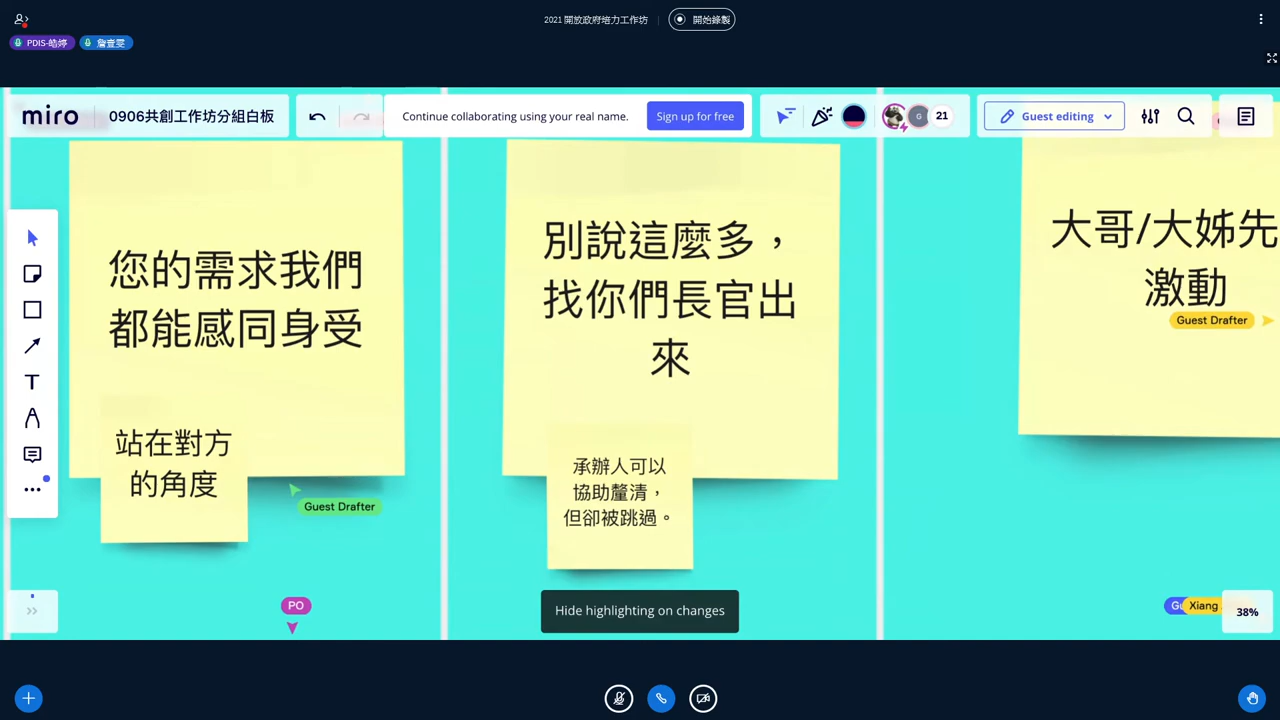 2021 開放政府培力工作坊
開始錄製
PDIS-皓婷
詹壹雯
miro
0906共創工作坊分組白板
Continue collaborating using your real name.
Sign up for free
G
21
Guest editing
您的需求我們
都能感同身受
站在對方
的角度
Guest Drafter
別說這麼多，
找你們長官出
來
承辦人可以
協助釐清，
但卻被跳過。
大哥/大姊先
激動
Guest Drafter
PO
Hide highlighting on changes
Gu
Xiang
38%